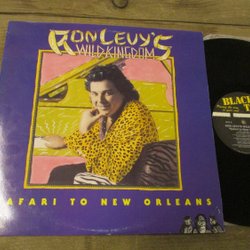 RON LEVY'S
WILD KINGDOM
AFARI TO NEW ORLEANS
BLACK